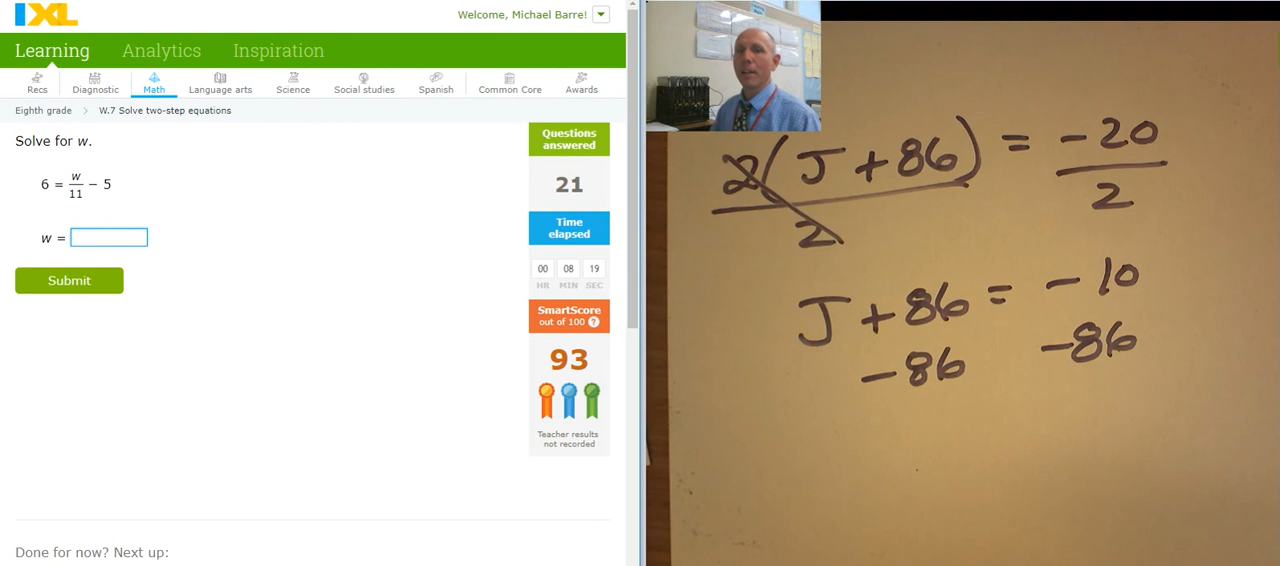 IXL
Welcome, Michael Barre!
Learning Analytics Inspiration
Recs Diagnostic Math Language arts Science Social studies Spanish Common Core Awards
Eighth grade > W.7 Solve two-step equations
Solve for w.
6 = w/11 − 5
w =
Submit
Questions
answered
21
Time
elapsed
00 08 19
HR MIN SEC
SmartScore
out of 100 ?
93
Teacher results
not recorded
Done for now? Next up:
2(J + 86) = -20
2 2
J + 86 = -10
-86 -86